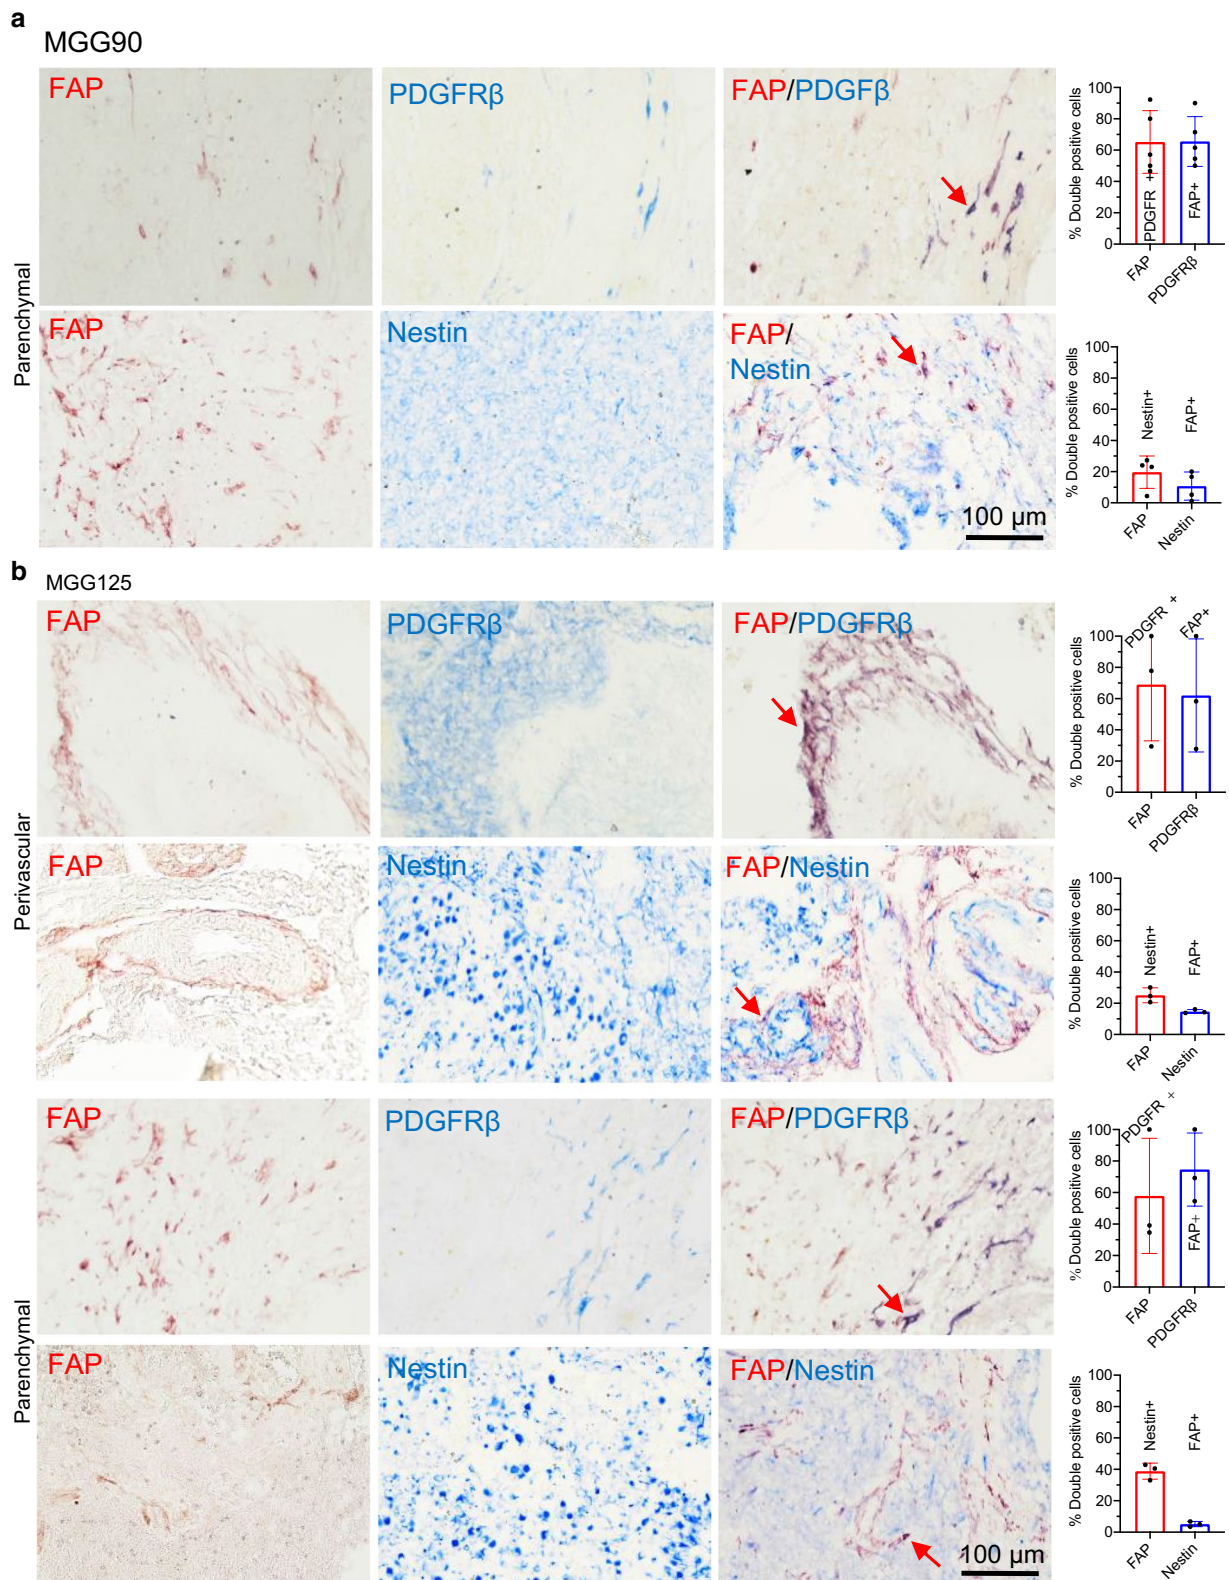 a
MGG90
Parenchymal
FAP
PDGFRβ
FAP/PDGFβ
% Double positive cells
100
80
60
40
20
0
PDGFR +
FAP+
FAP
PDGFRβ
FAP
Nestin
FAP/
Nestin
100 µm
% Double positive cells
100
80
60
40
20
0
Nestin+
FAP+
FAP
Nestin
b
MGG125
Perivascular
FAP
PDGFRβ
FAP/PDGFRβ
% Double positive cells
100
80
60
40
20
0
PDGFR +
FAP+
FAP
PDGFRβ
FAP
Nestin
FAP/Nestin
% Double positive cells
100
80
60
40
20
0
Nestin+
FAP+
FAP
Nestin
Parenchymal
FAP
PDGFRβ
FAP/PDGFRβ
% Double positive cells
100
80
60
40
20
0
PDGFR +
FAP+
FAP
PDGFRβ
FAP
Nestin
FAP/Nestin
100 µm
% Double positive cells
100
80
60
40
20
0
Nestin+
FAP+
FAP
Nestin